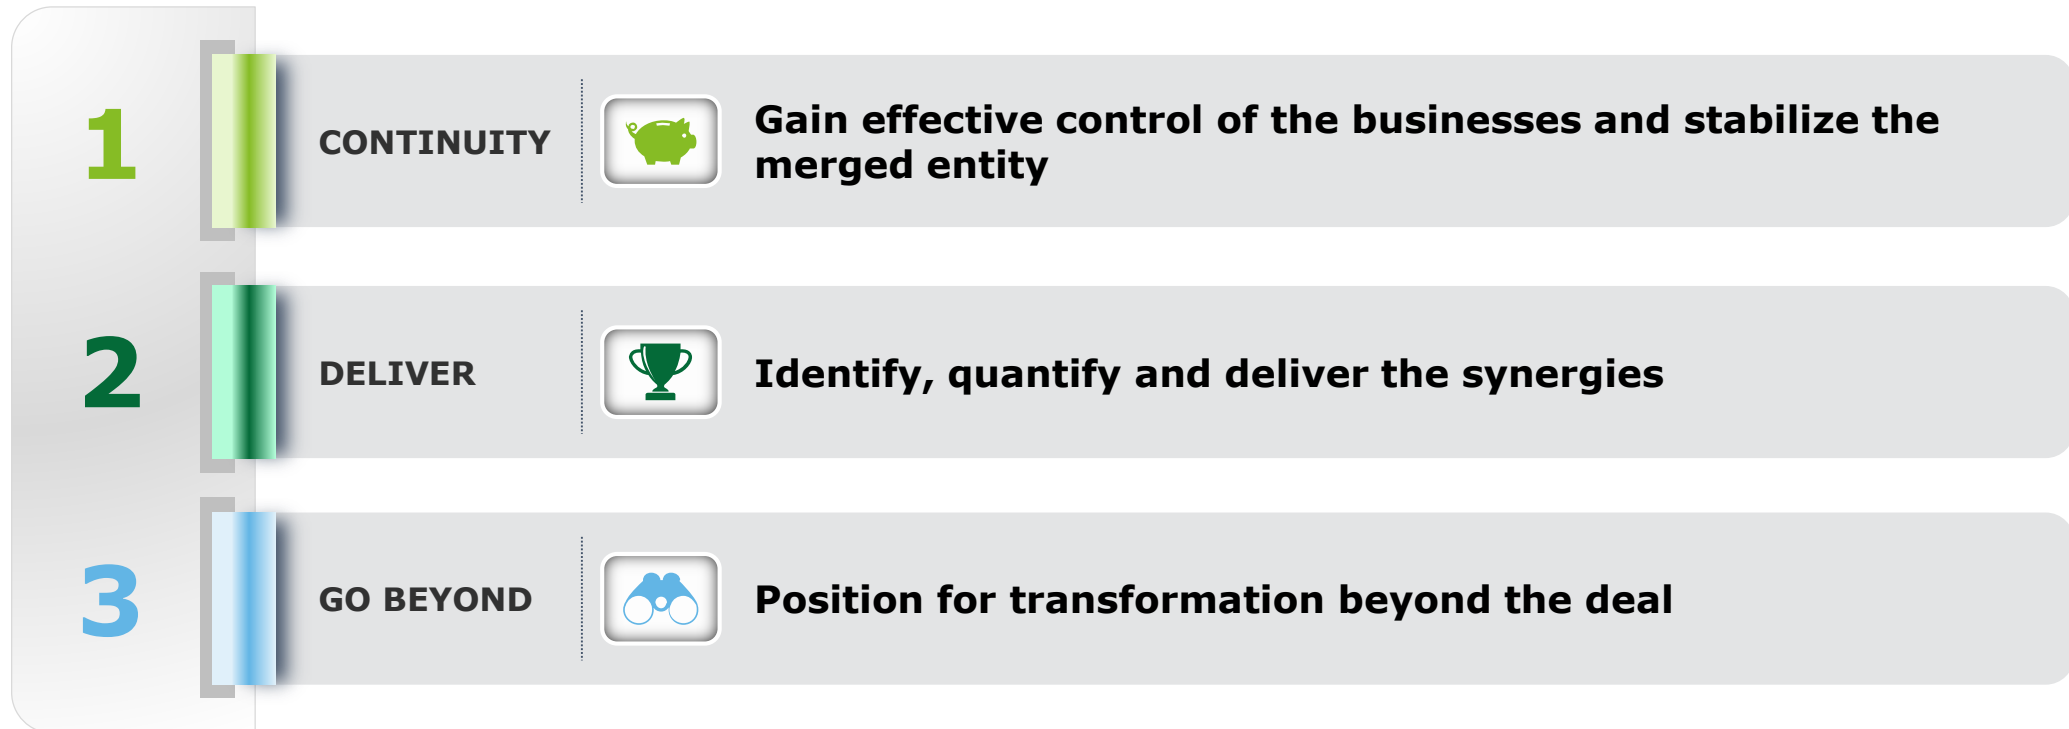 1
CONTINUITY
Gain effective control of the businesses and stabilize the
merged entity
2
DELIVER
Identify, quantify and deliver the synergies
3
GO BEYOND
Position for transformation beyond the deal